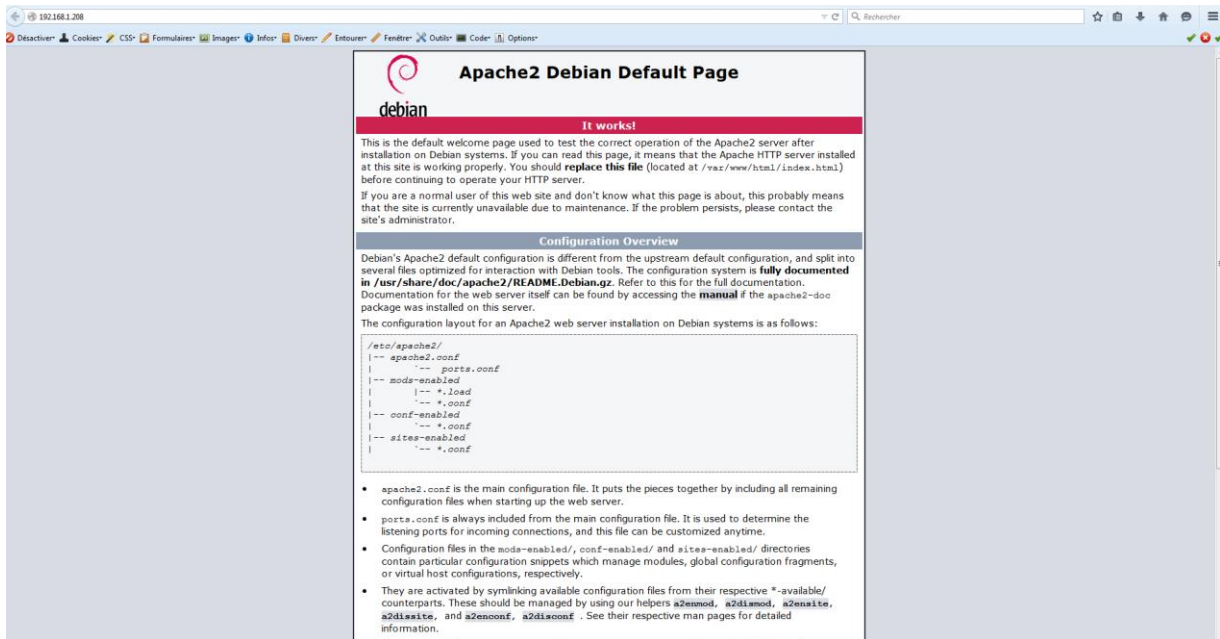 192.168.1.208
Rechercher
Désactiver Cookies CSS Formulaires Images Infos Divers Entourer Fenêtre Outils Code Options
Apache2 Debian Default Page
debian
It works!
This is the default welcome page used to test the correct operation of the Apache2 server after
installation on Debian systems. If you can read this page, it means that the Apache HTTP server installed
at this site is working properly. You should replace this file (located at /var/www/html/index.html)
before continuing to operate your HTTP server.
If you are a normal user of this web site and don't know what this page is about, this probably means
that the site is currently unavailable due to maintenance. If the problem persists, please contact the
site's administrator.
Configuration Overview
Debian's Apache2 default configuration is different from the upstream default configuration, and split into
several files optimized for interaction with Debian tools. The configuration system is fully documented
in /usr/share/doc/apache2/README.Debian.gz. Refer to this for the full documentation.
Documentation for the web server itself can be found by accessing the manual if the apache2-doc
package was installed on this server.
The configuration layout for an Apache2 web server installation on Debian systems is as follows:
/etc/apache2/
|-- apache2.conf
|       `--  ports.conf
|-- mods-enabled
|       |-- *.load
|       `-- *.conf
|-- conf-enabled
|       `-- *.conf
|-- sites-enabled
|       `-- *.conf
• apache2.conf is the main configuration file. It puts the pieces together by including all remaining
configuration files when starting up the web server.
• ports.conf is always included from the main configuration file. It is used to determine the
listening ports for incoming connections, and this file can be customized anytime.
• Configuration files in the mods-enabled/, conf-enabled/ and sites-enabled/ directories
contain particular configuration snippets which manage modules, global configuration fragments,
or virtual host configurations, respectively.
• They are activated by symlinking available configuration files from their respective *-available/
counterparts. These should be managed by using our helpers a2enmod, a2dismod, a2ensite,
a2dissite, and a2enconf, a2disconf . See their respective man pages for detailed
information.